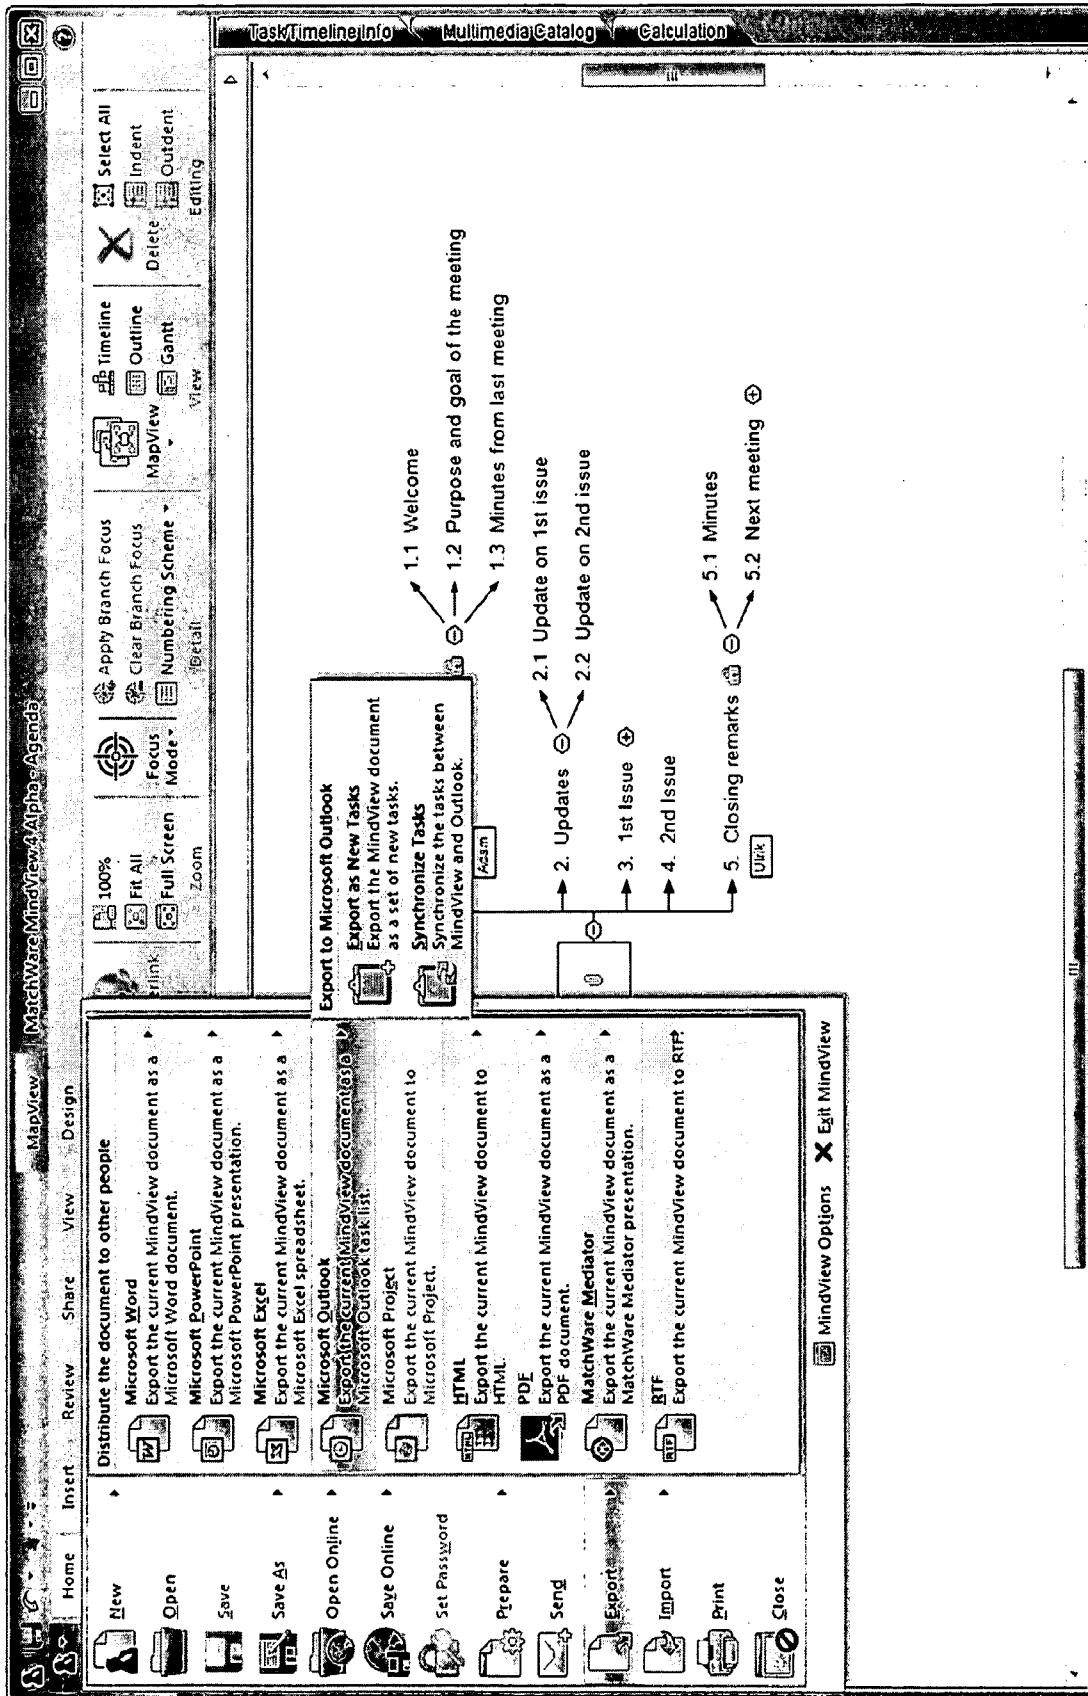 MapView
MatchWare MindView 4 Alpha - Agenda
Home
Insert
Review
Share
View
Design
100%
Fit All
Full Screen
Zoom
Focus
Mode
Apply Branch Focus
Clear Branch Focus
Numbering Scheme
Detail
MapView
Timeline
Outline
Gantt
View
Delete
Select All
Indent
Outdent
Editing
Task/Timeline Info
Multimedia Catalog
Calculation
New
Open
Save
Save As
Open Online
Save Online
Set Password
Prepare
Send
Export
Import
Print
Close
Distribute the document to other people
Microsoft Word
Export the current MindView document as a
Microsoft Word document.
Microsoft PowerPoint
Export the current MindView document as a
Microsoft PowerPoint presentation.
Microsoft Excel
Export the current MindView document as a
Microsoft Excel spreadsheet.
Microsoft Outlook
Export the current MindView document as a
Microsoft Outlook task list.
Microsoft Project
Export the current MindView document to
Microsoft Project.
HTML
Export the current MindView document to
HTML.
PDF
Export the current MindView document as a
PDF document.
MatchWare Mediator
Export the current MindView document as a
MatchWare Mediator presentation.
RTF
Export the current MindView document to RTF.
MindView Options
Exit MindView
Export to Microsoft Outlook
Export as New Tasks
Export the MindView document
as a set of new tasks.
Synchronize Tasks
Synchronize the tasks between
MindView and Outlook.
Adam
1.1 Welcome
1.2 Purpose and goal of the meeting
1.3 Minutes from last meeting
2. Updates
2.1 Update on 1st issue
2.2 Update on 2nd issue
3. 1st Issue
4. 2nd Issue
5. Closing remarks
Ulrik
5.1 Minutes
5.2 Next meeting